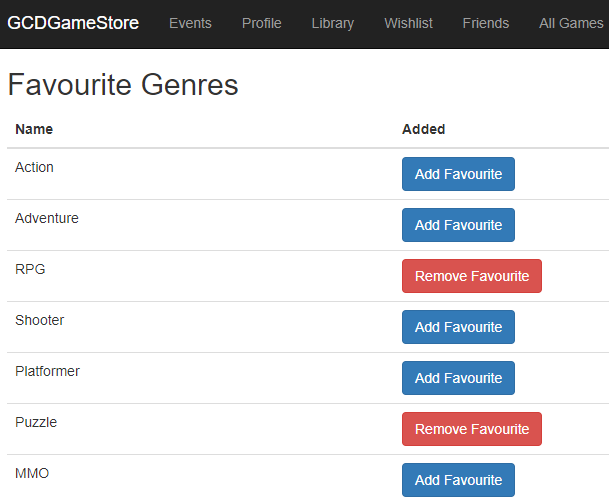 GCDGameStore Events Profile Library Wishlist Friends All Games
Favourite Genres
Name Added
Action Add Favourite
Adventure Add Favourite
RPG Remove Favourite
Shooter Add Favourite
Platformer Add Favourite
Puzzle Remove Favourite
MMO Add Favourite